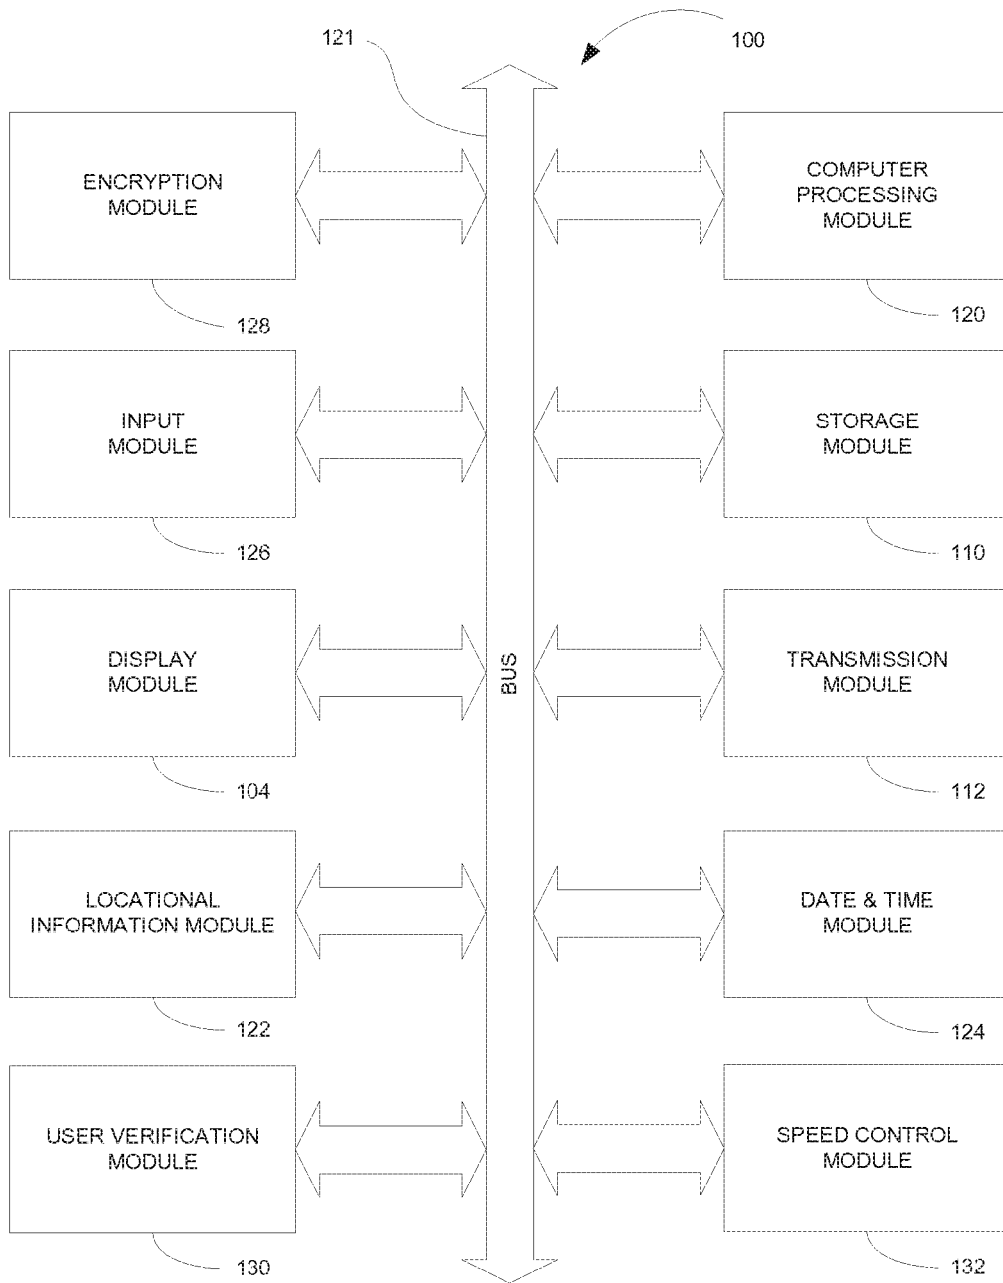 121
100
ENCRYPTION
MODULE
128
COMPUTER
PROCESSING
MODULE
120
INPUT
MODULE
126
STORAGE
MODULE
110
DISPLAY
MODULE
104
BUS
TRANSMISSION
MODULE
112
LOCATIONAL
INFORMATION MODULE
122
DATE & TIME
MODULE
124
USER VERIFICATION
MODULE
130
SPEED CONTROL
MODULE
132